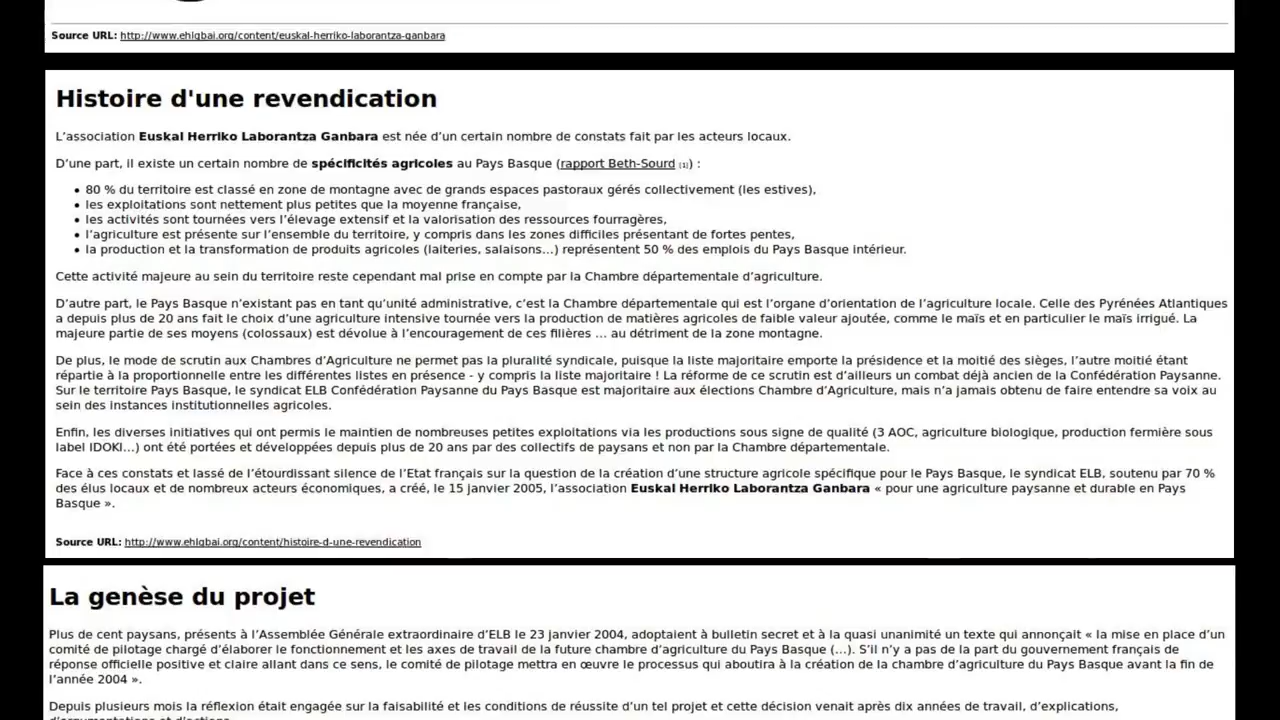 Source URL: http://www.ehlgbai.org/content/euskal-herriko-laborantza-ganbara
Histoire d'une revendication
L’association Euskal Herriko Laborantza Ganbara est née d’un certain nombre de constats fait par les acteurs locaux.
D’une part, il existe un certain nombre de spécificités agricoles au Pays Basque (rapport Beth-Sourd [1]) :
• 80 % du territoire est classé en zone de montagne avec de grands espaces pastoraux gérés collectivement (les estives),
• les exploitations sont nettement plus petites que la moyenne française,
• les activités sont tournées vers l’élevage extensif et la valorisation des ressources fourragères,
• l’agriculture est présente sur l’ensemble du territoire, y compris dans les zones difficiles présentant de fortes pentes,
• la production et la transformation de produits agricoles (laiteries, salaisons…) représentent 50 % des emplois du Pays Basque intérieur.
Cette activité majeure au sein du territoire reste cependant mal prise en compte par la Chambre départementale d’agriculture.
D’autre part, le Pays Basque n’existant pas en tant qu’unité administrative, c’est la Chambre départementale qui est l’organe d’orientation de l’agriculture locale. Celle des Pyrénées Atlantiques
a depuis plus de 20 ans fait le choix d’une agriculture intensive tournée vers la production de matières agricoles de faible valeur ajoutée, comme le maïs et en particulier le maïs irrigué. La
majeure partie de ses moyens (colossaux) est dévolue à l’encouragement de ces filières … au détriment de la zone montagne.
De plus, le mode de scrutin aux Chambres d’Agriculture ne permet pas la pluralité syndicale, puisque la liste majoritaire emporte la présidence et la moitié des sièges, l’autre moitié étant
répartie à la proportionnelle entre les différentes listes en présence - y compris la liste majoritaire ! La réforme de ce scrutin est d’ailleurs un combat déjà ancien de la Confédération Paysanne.
Sur le territoire Pays Basque, le syndicat ELB Confédération Paysanne du Pays Basque est majoritaire aux élections Chambre d’Agriculture, mais n’a jamais obtenu de faire entendre sa voix au
sein des instances institutionnelles agricoles.
Enfin, les diverses initiatives qui ont permis le maintien de nombreuses petites exploitations via les productions sous signe de qualité (3 AOC, agriculture biologique, production fermière sous
label IDOKI…) ont été portées et développées depuis plus de 20 ans par des collectifs de paysans et non par la Chambre départementale.
Face à ces constats et lassé de l’étourdissant silence de l’Etat français sur la question de la création d’une structure agricole spécifique pour le Pays Basque, le syndicat ELB, soutenu par 70 %
des élus locaux et de nombreux acteurs économiques, a créé, le 15 janvier 2005, l’association Euskal Herriko Laborantza Ganbara « pour une agriculture paysanne et durable en Pays
Basque ».
Source URL: http://www.ehlgbai.org/content/histoire-d-une-revendication
La genèse du projet
Plus de cent paysans, présents à l’Assemblée Générale extraordinaire d’ELB le 23 janvier 2004, adoptaient à bulletin secret et à la quasi unanimité un texte qui annonçait « la mise en place d’un
comité de pilotage chargé d’élaborer le fonctionnement et les axes de travail de la future chambre d’agriculture du Pays Basque (…). S’il n’y a pas de la part du gouvernement français de
réponse officielle positive et claire allant dans ce sens, le comité de pilotage mettra en œuvre le processus qui aboutira à la création de la chambre d’agriculture du Pays Basque avant la fin de
l’année 2004 ».
Depuis plusieurs mois la réflexion était engagée sur la faisabilité et les conditions de réussite d’un tel projet et cette décision venait après dix années de travail, d’explications,
d’argumentations et d’actions.